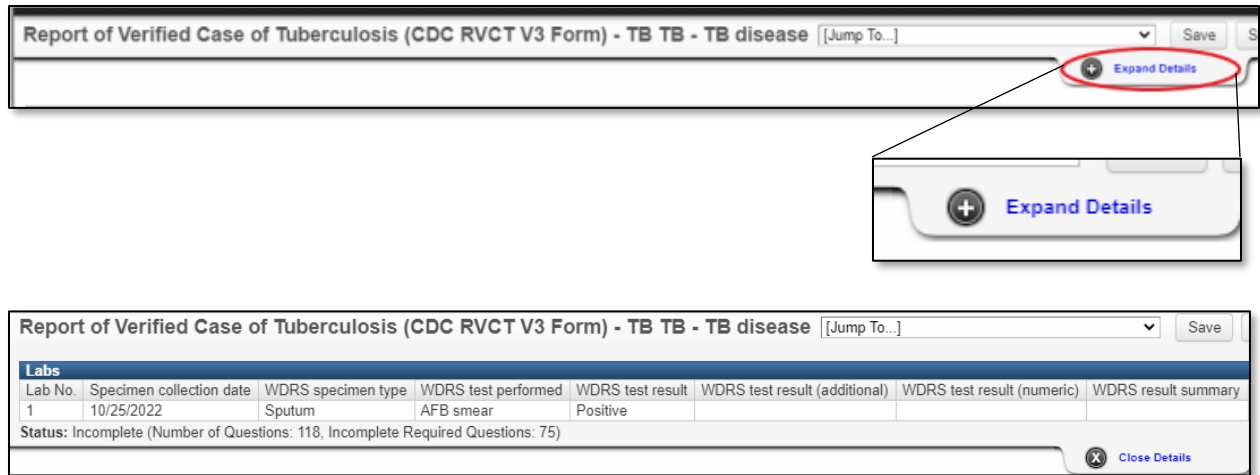 Report of Verified Case of Tuberculosis (CDC RVCT V3 Form) - TB TB - TB disease [Jump To...] Save S
Expand Details
Expand Details
Report of Verified Case of Tuberculosis (CDC RVCT V3 Form) - TB TB - TB disease [Jump To...] Save
Labs
Lab No. Specimen collection date WDRS specimen type WDRS test performed WDRS test result WDRS test result (additional) WDRS test result (numeric) WDRS result summary
1 10/25/2022 Sputum AFB smear Positive
Status: Incomplete (Number of Questions: 118, Incomplete Required Questions: 75)
Close Details